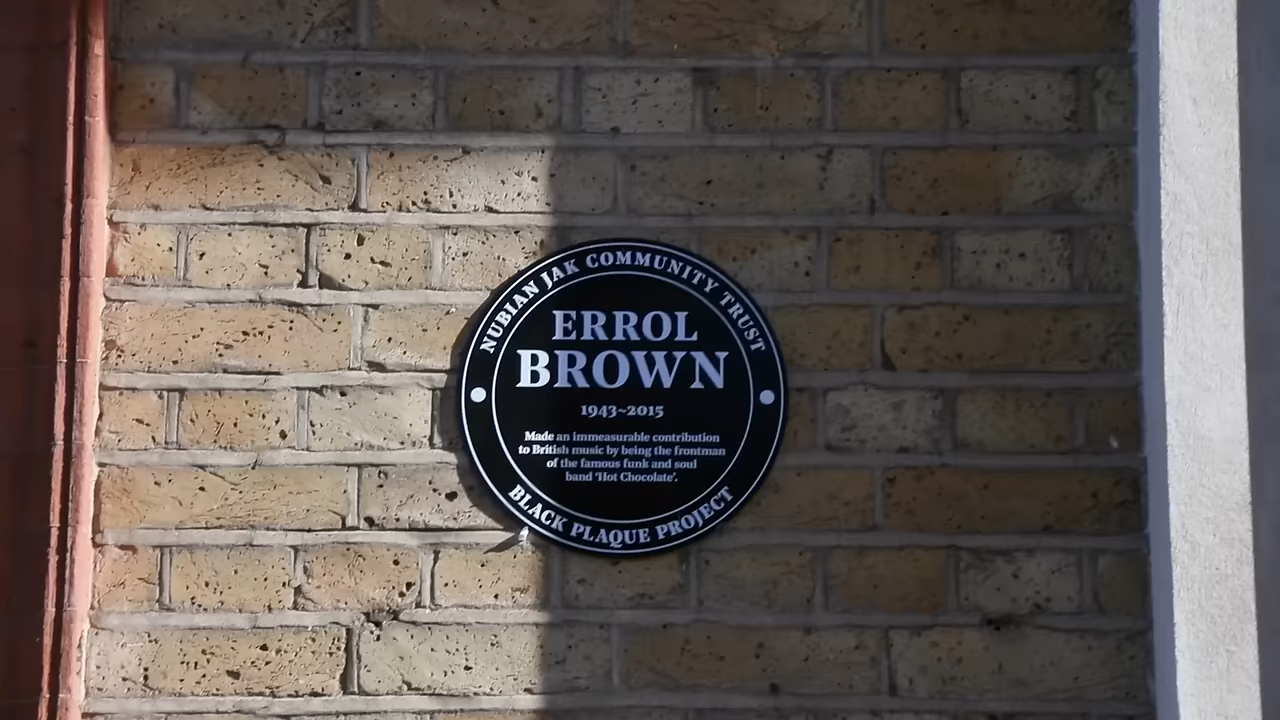 NUBIAN JAK COMMUNITY TRUST
ERROL
BROWN
1943~2015
Made an immeasurable contribution
to British music by being the frontman
of the famous funk and soul
band 'Hot Chocolate'.
BLACK PLAQUE PROJECT